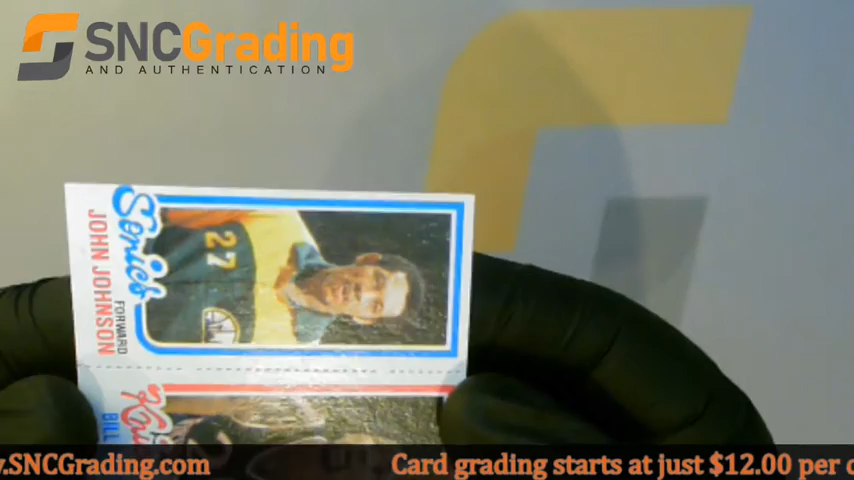 SNCGrading
AND AUTHENTICATION
Sonics
JOHN JOHNSON
FORWARD
27
BILL
.SNCGrading.com
Card grading starts at just $12.00 per c